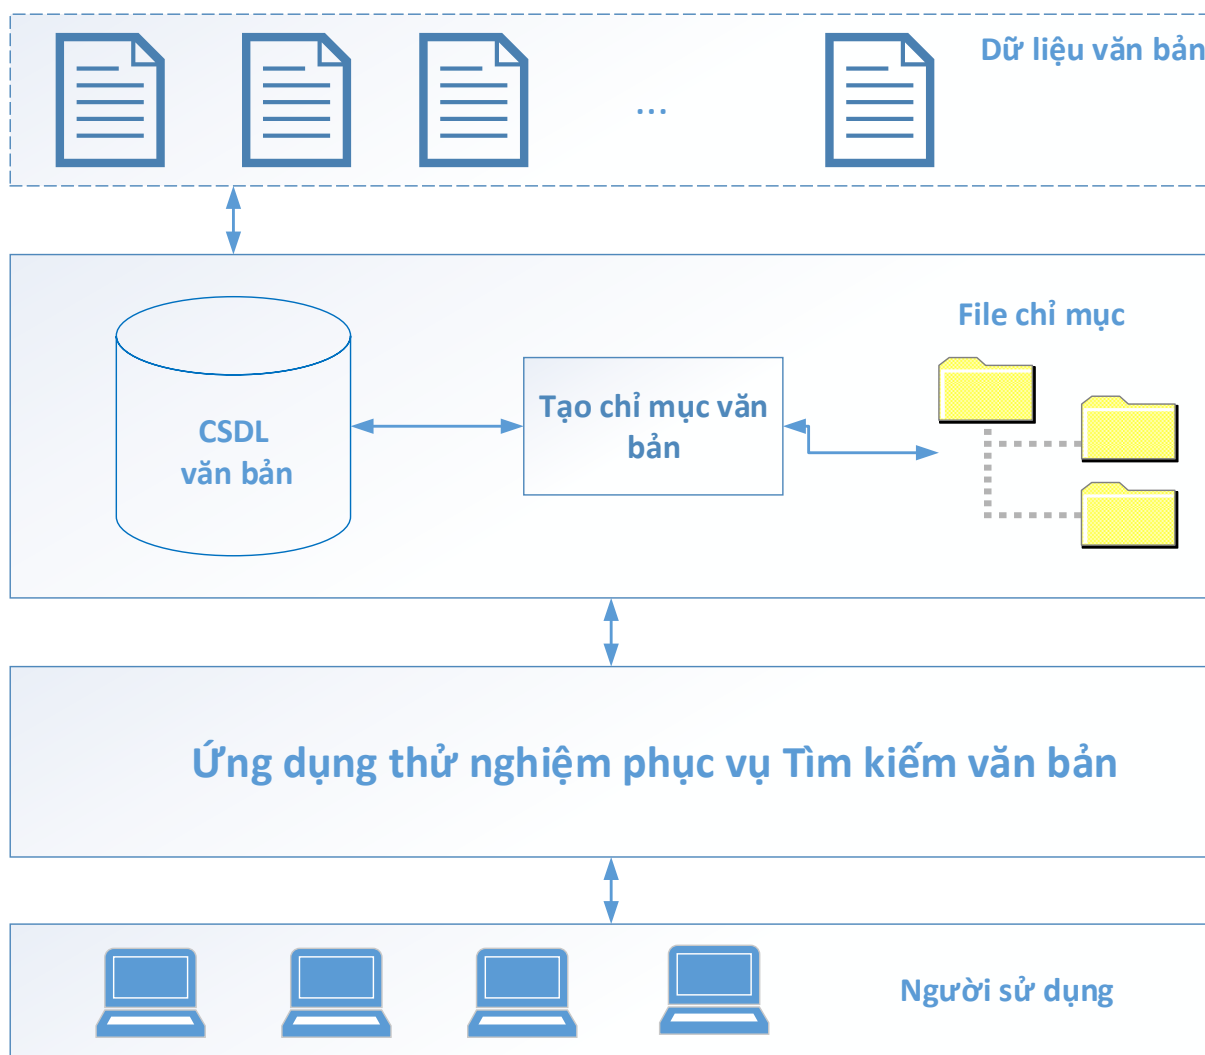 Dữ liệu văn bản
...
File chỉ mục
Tạo chỉ mục văn
bản
CSDL
văn bản
Ứng dụng thử nghiệm phục vụ Tìm kiếm văn bản
Người sử dụng